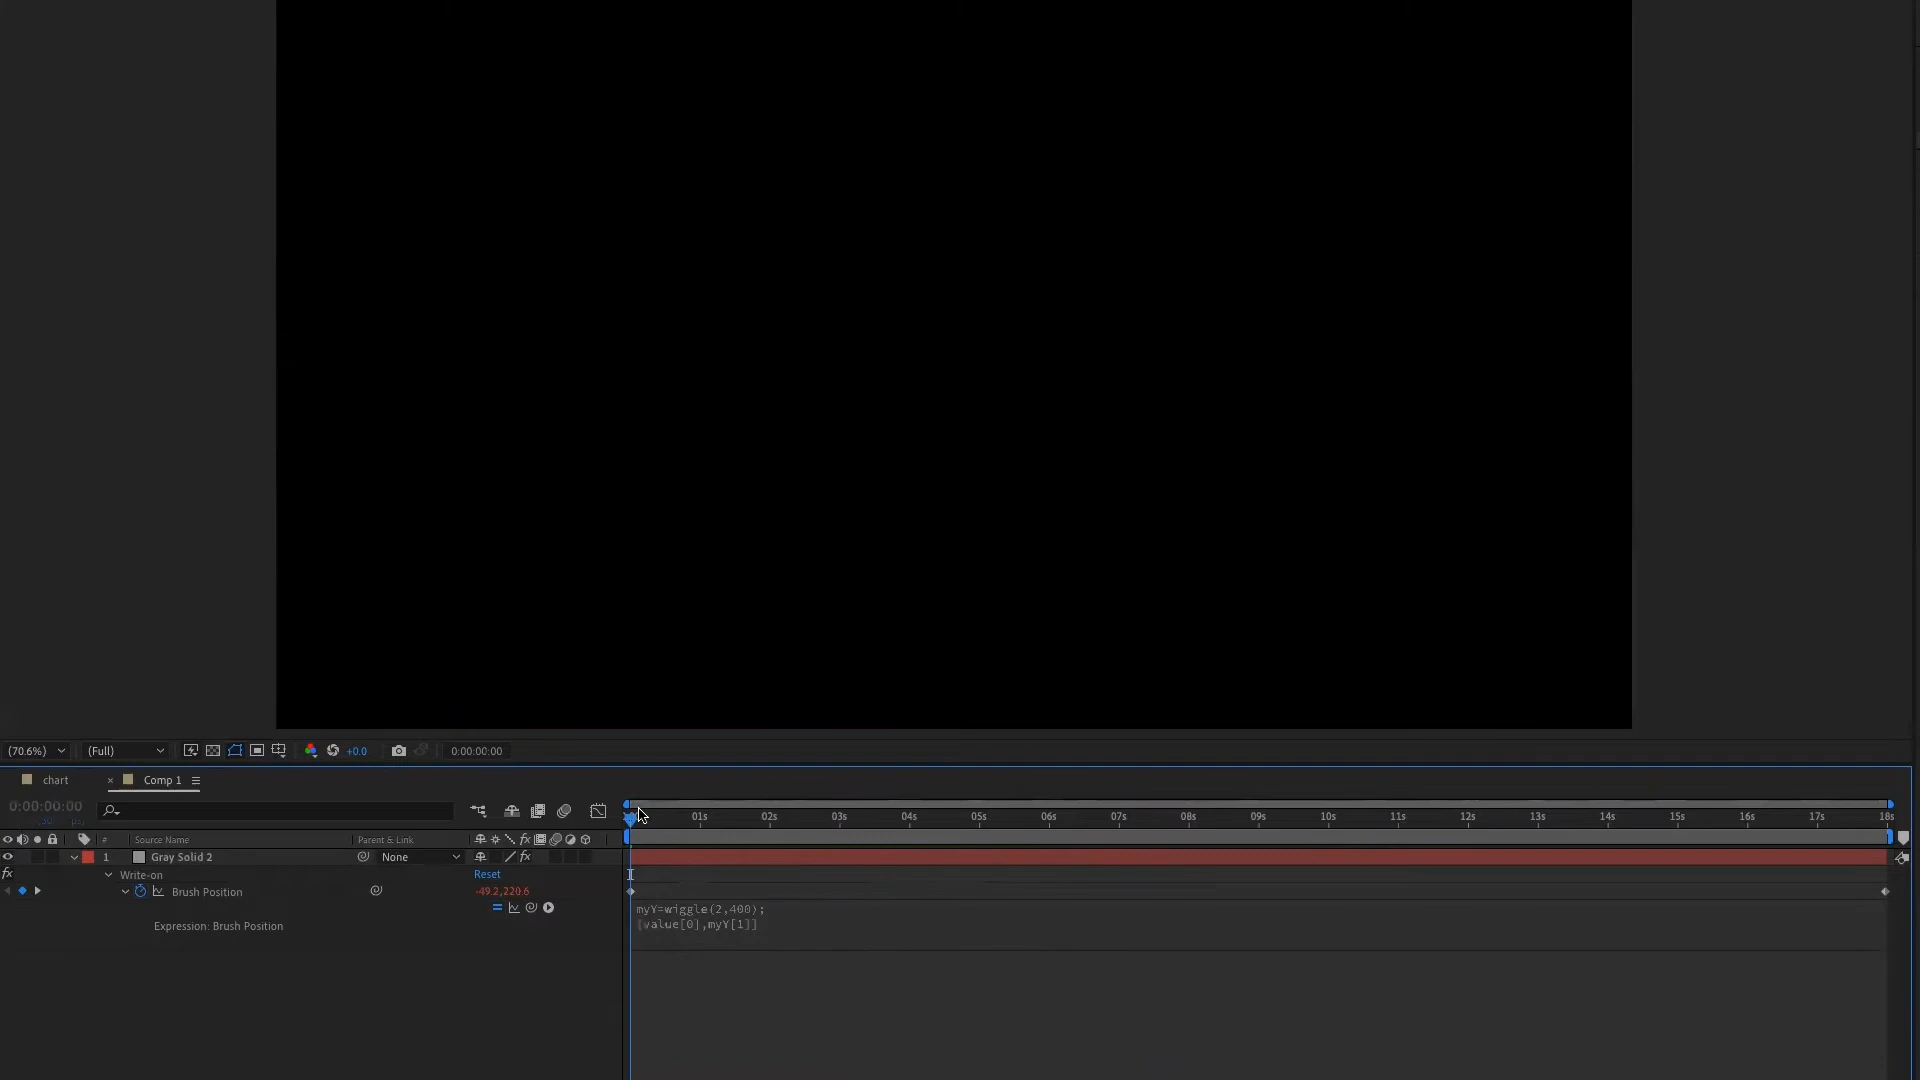 (70.6%) (Full) +0.0 0:00:00:00
chart × Comp 1
0:00:00:00
01s 02s 03s 04s 05s 06s 07s 08s 09s 10s 11s 12s 13s 14s 15s 16s 17s 18s
# Source Name Parent & Link fx
1 Gray Solid 2 None fx
fx Write-on Reset
Brush Position -49.2,220.6
myY=wiggle(2,400);
[value[0],myY[1]]
Expression: Brush Position